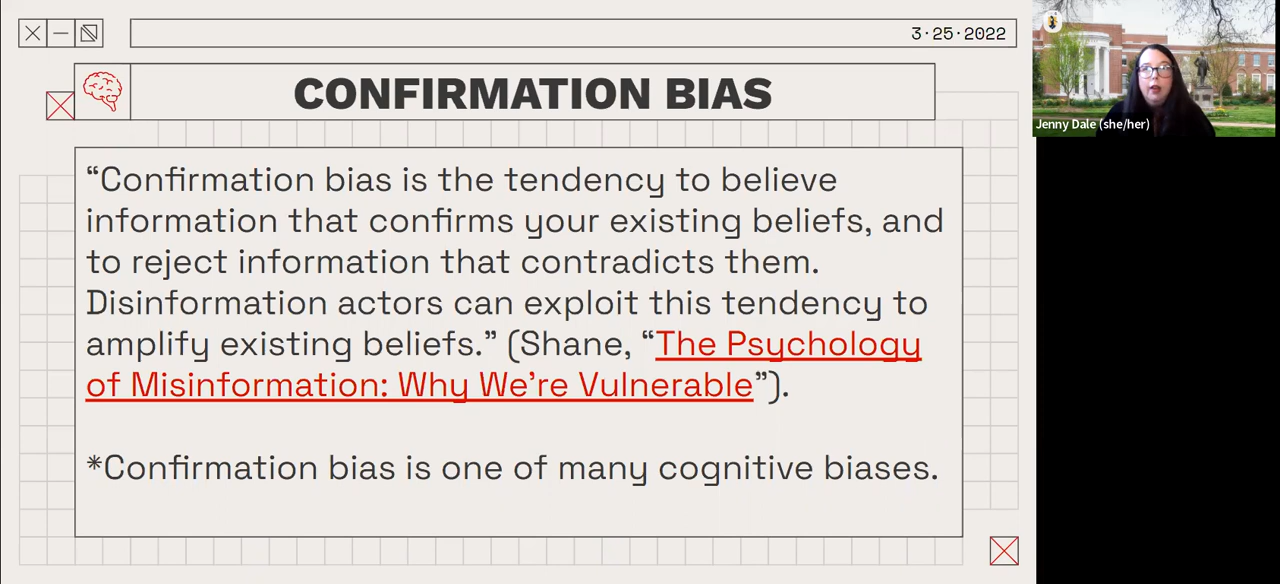 3·25·2022
CONFIRMATION BIAS
“Confirmation bias is the tendency to believe
information that confirms your existing beliefs, and
to reject information that contradicts them.
Disinformation actors can exploit this tendency to
amplify existing beliefs.” (Shane, “The Psychology
of Misinformation: Why We’re Vulnerable”).
*Confirmation bias is one of many cognitive biases.
Jenny Dale (she/her)